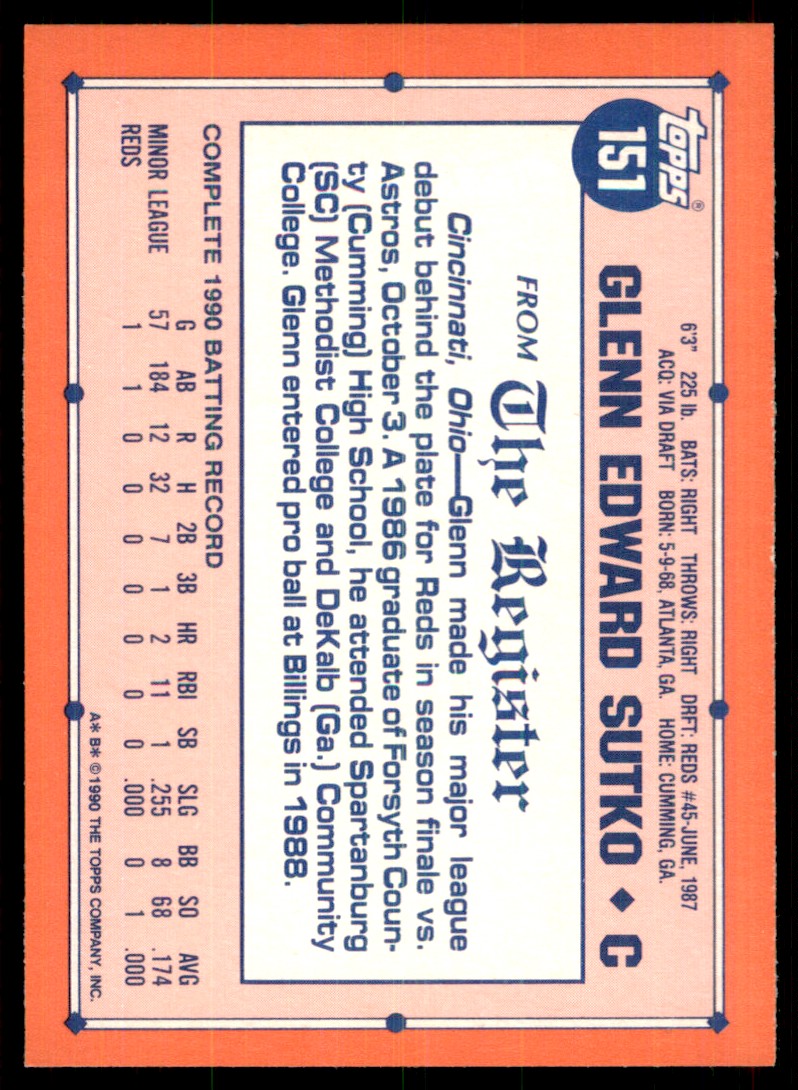 topps®
151
6'3" 225 lb. BATS: RIGHT THROWS: RIGHT DRFT: REDS #45-JUNE, 1987
ACQ: VIA DRAFT BORN: 5-9-68, ATLANTA, GA. HOME: CUMMING, GA.
GLENN EDWARD SUTKO ◆ C
FROM The Register
Cincinnati, Ohio—Glenn made his major league
debut behind the plate for Reds in season finale vs.
Astros, October 3. A 1986 graduate of Forsyth Coun-
ty (Cumming) High School, he attended Spartanburg
(SC) Methodist College and DeKalb (Ga.) Community
College. Glenn entered pro ball at Billings in 1988.
COMPLETE 1990 BATTING RECORD
G AB R H 2B 3B HR RBI SB SLG BB SO AVG
MINOR LEAGUE 57 184 12 32 7 1 2 11 1 .255 8 68 .174
REDS 1 1 0 0 0 0 0 0 0 .000 0 1 .000
A* B* © 1990 THE TOPPS COMPANY, INC.